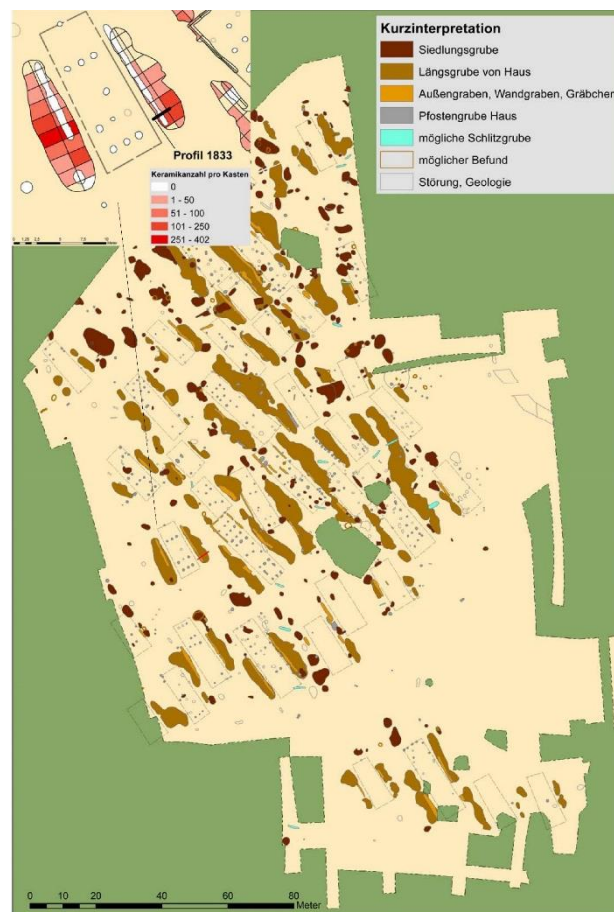 Profil 1833
Keramikanzahl pro Kasten
0
1 - 50
51 - 100
101 - 250
251 - 402
Kurzinterpretation
Siedlungsgrube
Längsgrube von Haus
Außengraben, Wandgraben, Gräbchen
Pfostengrube Haus
mögliche Schlitzgrube
möglicher Befund
Störung, Geologie
0 10 20 40 60 80
Meter